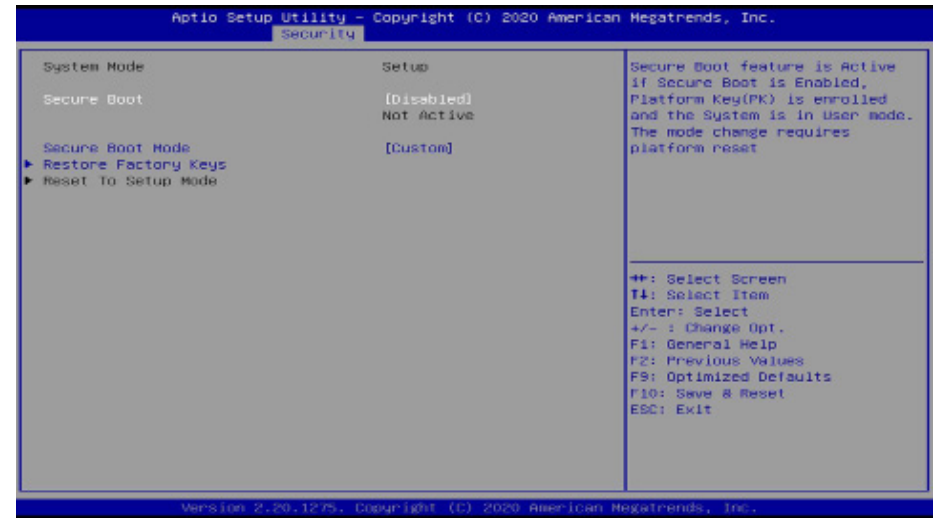 Aptio Setup Utility – Copyright (C) 2020 American Megatrends, Inc.
Security
System Mode Setup
Secure Boot [Disabled]
Not Active
Secure Boot Mode [Custom]
▶ Restore Factory Keys
▶ Reset To Setup Mode
Secure Boot feature is Active
if Secure Boot is Enabled,
Platform Key(PK) is enrolled
and the System is in User mode.
The mode change requires
platform reset
↔: Select Screen
↑↓: Select Item
Enter: Select
+/- : Change Opt.
F1: General Help
F2: Previous Values
F9: Optimized Defaults
F10: Save & Reset
ESC: Exit
Version 2.20.1275. Copyright (C) 2020 American Megatrends, Inc.